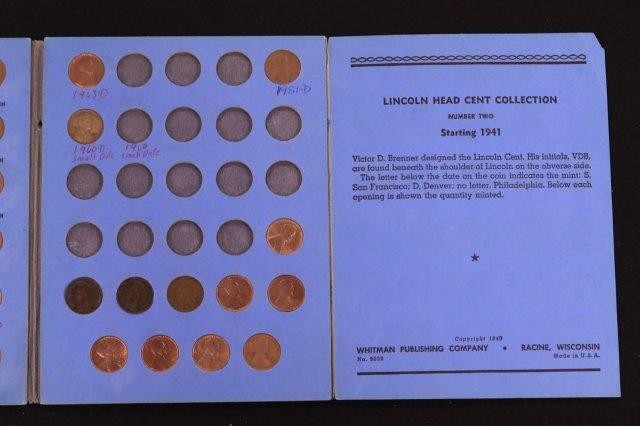 1963-D
1951-D
1960-D 1960
small Date small Date
LINCOLN HEAD CENT COLLECTION
NUMBER TWO
Starting 1941
Victor D. Brenner designed the Lincoln Cent. His initials, VDB,
are found beneath the shoulder of Lincoln on the obverse side.
The letter below the date on the coin indicates the mint: S,
San Francisco; D, Denver; no letter, Philadelphia. Below each
opening is shown the quantity minted.
Copyright 1949
WHITMAN PUBLISHING COMPANY • RACINE, WISCONSIN
No. 9030 Made in U.S.A.